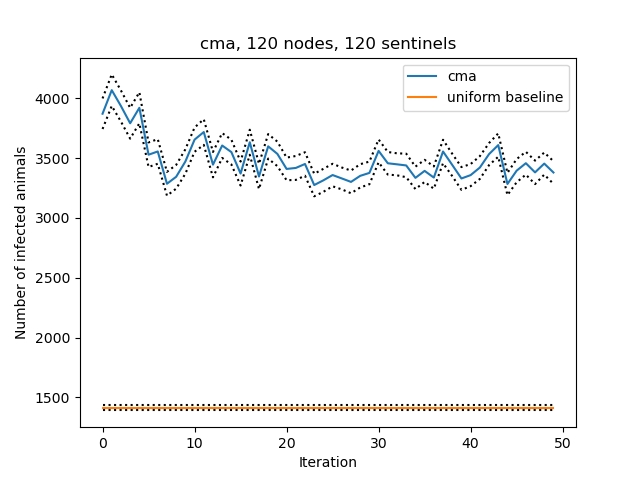 cma, 120 nodes, 120 sentinels
cma
uniform baseline
Number of infected animals
4000
3500
3000
2500
2000
1500
0
10
20
30
40
50
Iteration